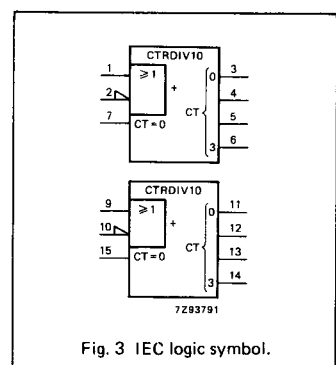 CTRDIV10
1 ≥1 0 3
2 + 4
7 CT=0 CT 5
3 6
CTRDIV10
9 ≥1 0 11
10 + 12
15 CT=0 CT 13
3 14
7Z93791
Fig. 3 IEC logic symbol.